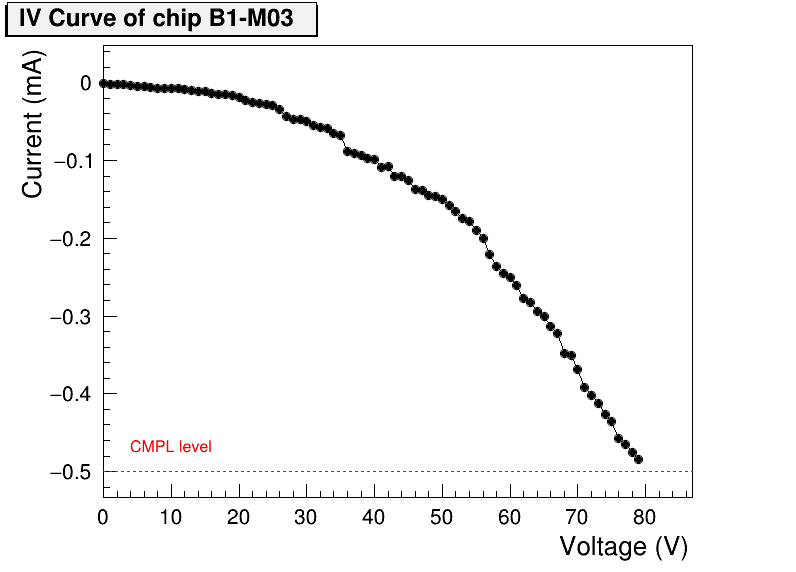 IV Curve of chip B1-M03
Current (mA)
0
−0.1
−0.2
−0.3
−0.4
−0.5
CMPL level
0 10 20 30 40 50 60 70 80
Voltage (V)